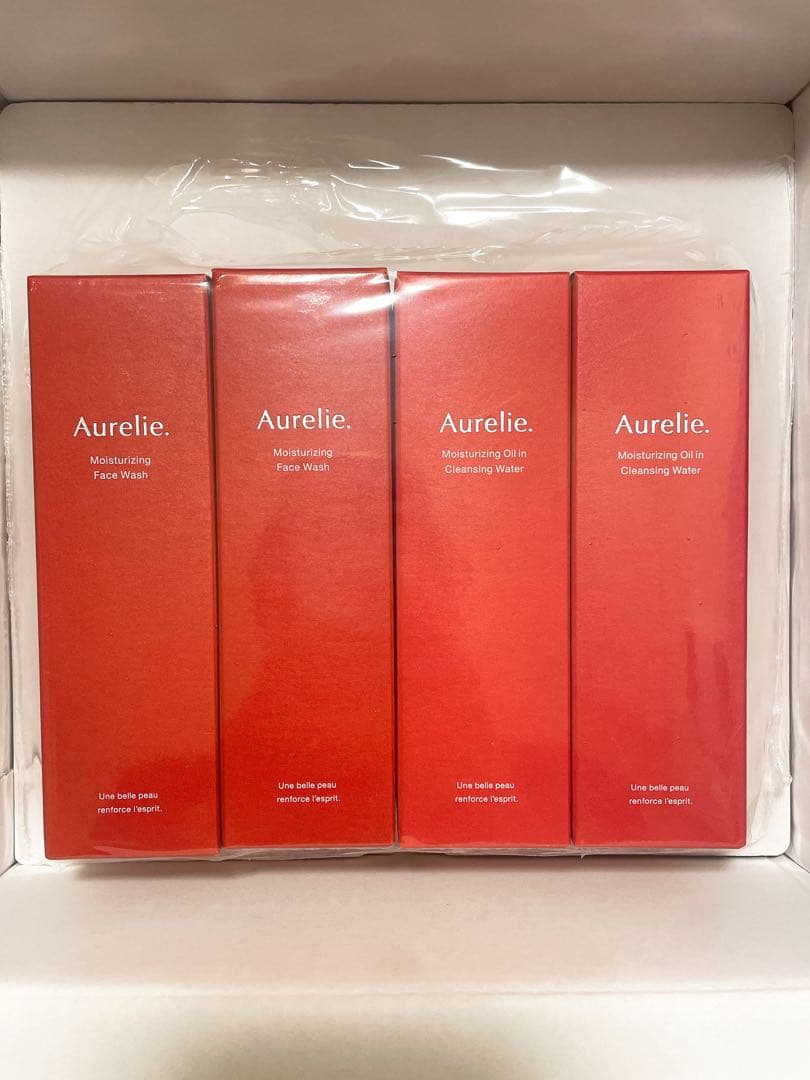 Aurelie.
Moisturizing
Face Wash
Une belle peau
renforce l'esprit.
Aurelie.
Moisturizing
Face Wash
Une belle peau
renforce l'esprit.
Aurelie.
Moisturizing Oil in
Cleansing Water
Une belle peau
renforce l'esprit.
Aurelie.
Moisturizing Oil in
Cleansing Water
Une belle peau
renforce l'esprit.